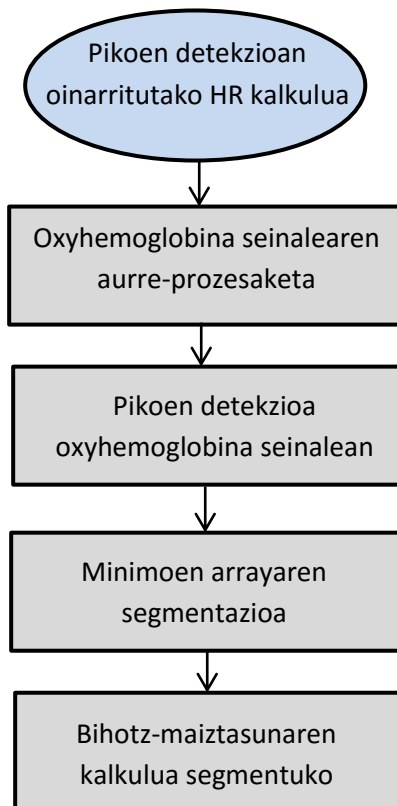 Pikoen detekzioan
oinarritutako HR kalkulua
Oxyhemoglobina seinalearen
aurre-prozesaketa
Pikoen detekzioa
oxyhemoglobina seinalean
Minimoen arrayaren
segmentazioa
Bihotz-maiztasunaren
kalkulua segmentuko